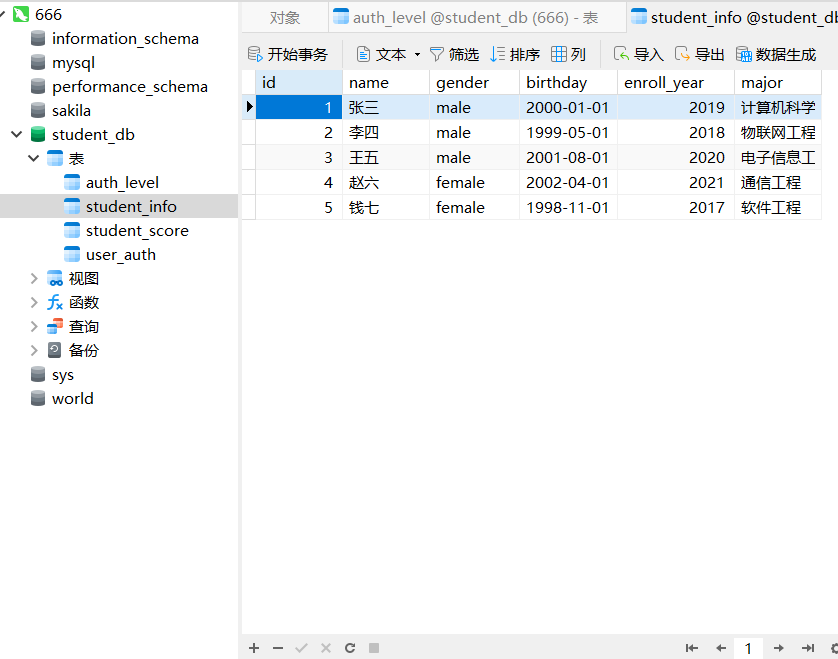 666
information_schema
mysql
performance_schema
sakila
student_db
表
auth_level
student_info
student_score
user_auth
视图
函数
查询
备份
sys
world
对象 auth_level @student_db (666) - 表 student_info @student_db
开始事务 文本 筛选 排序 列 导入 导出 数据生成
id name gender birthday enroll_year major
1 张三 male 2000-01-01 2019 计算机科学
2 李四 male 1999-05-01 2018 物联网工程
3 王五 male 2001-08-01 2020 电子信息工
4 赵六 female 2002-04-01 2021 通信工程
5 钱七 female 1998-11-01 2017 软件工程
1